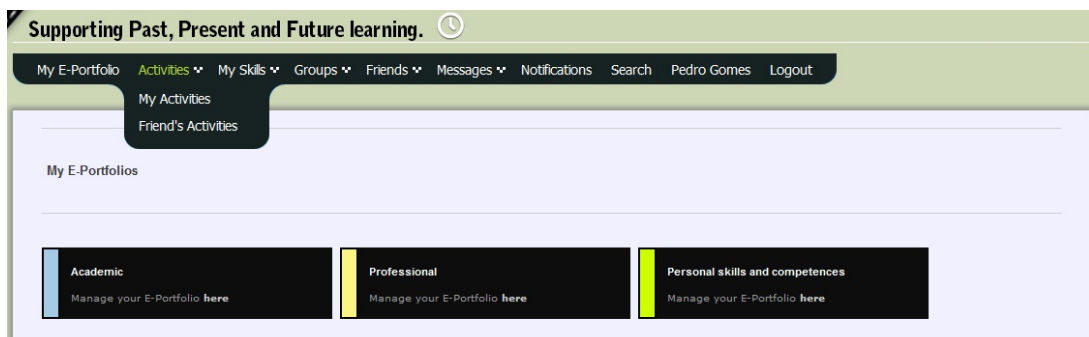 Supporting Past, Present and Future learning.
My E-Portfolio Activities My Skills Groups Friends Messages Notifications Search Pedro Gomes Logout
My Activities
Friend's Activities
My E-Portfolios
Academic
Manage your E-Portfolio here
Professional
Manage your E-Portfolio here
Personal skills and competences
Manage your E-Portfolio here